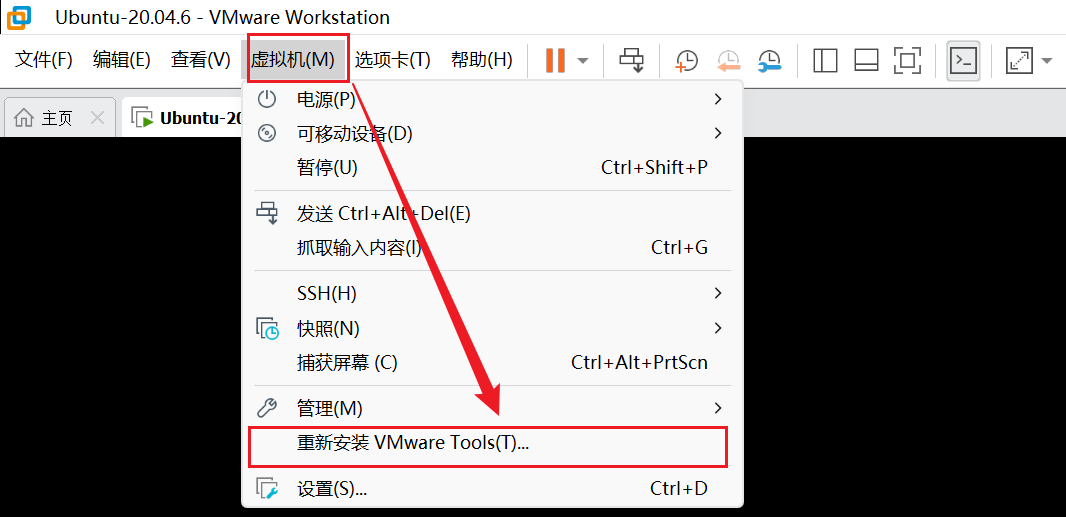 Ubuntu-20.04.6 - VMware Workstation
文件(F) 编辑(E) 查看(V) 虚拟机(M) 选项卡(T) 帮助(H)
主页 Ubuntu-20
电源(P)
可移动设备(D)
暂停(U) Ctrl+Shift+P
发送 Ctrl+Alt+Del(E)
抓取输入内容(I) Ctrl+G
SSH(H)
快照(N)
捕获屏幕 (C) Ctrl+Alt+PrtScn
管理(M)
重新安装 VMware Tools(T)...
设置(S)... Ctrl+D